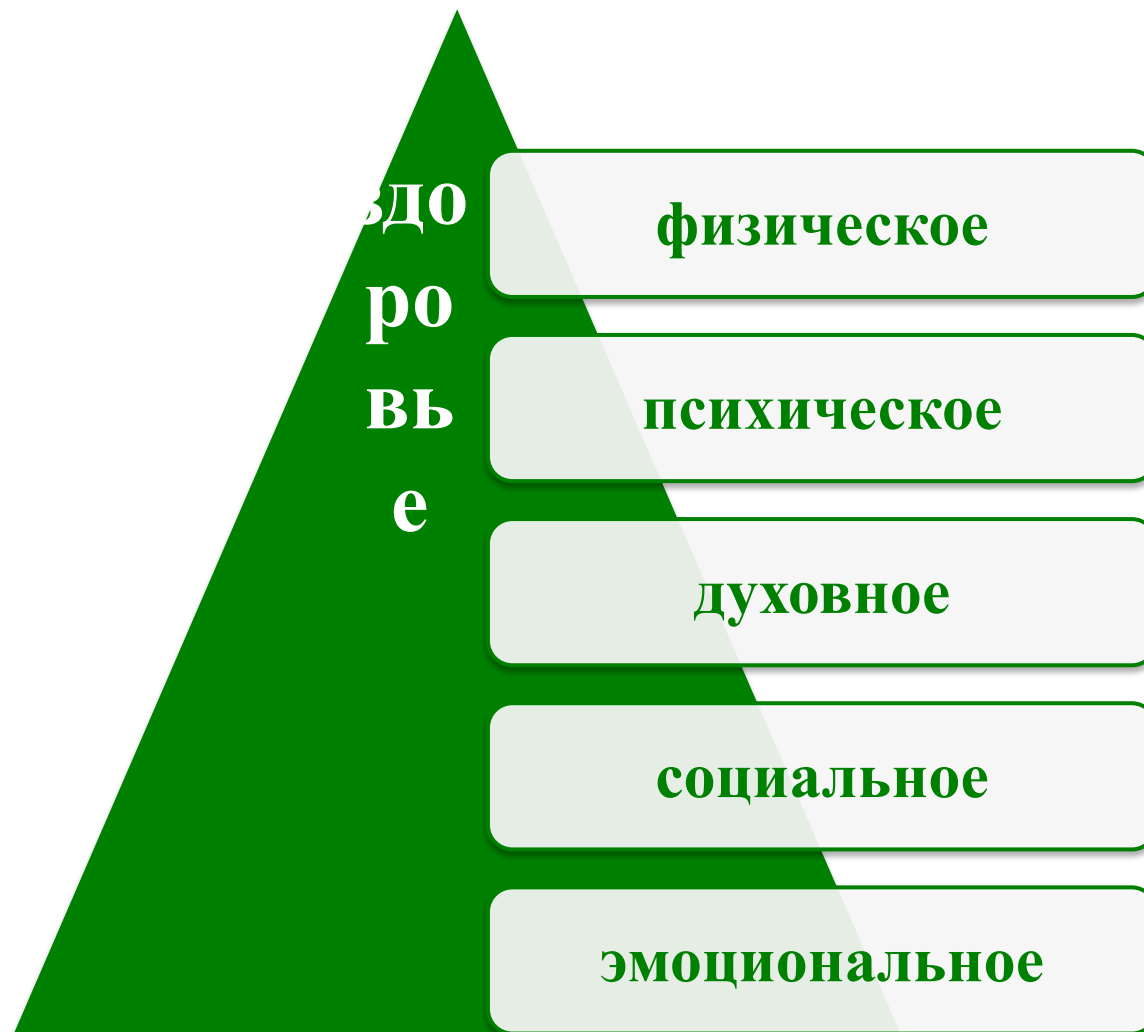 здо
ро
вь
е
физическое
психическое
духовное
социальное
эмоциональное